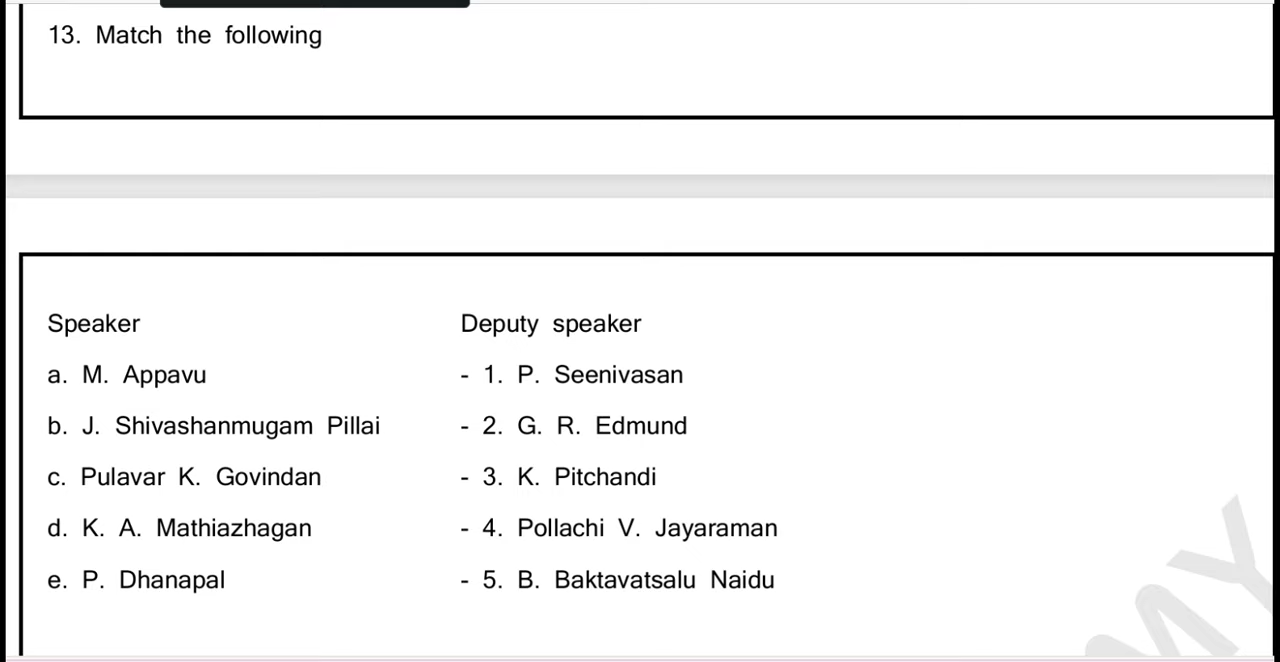 13. Match the following
Speaker Deputy speaker
a. M. Appavu - 1. P. Seenivasan
b. J. Shivashanmugam Pillai - 2. G. R. Edmund
c. Pulavar K. Govindan - 3. K. Pitchandi
d. K. A. Mathiazhagan - 4. Pollachi V. Jayaraman
e. P. Dhanapal - 5. B. Baktavatsalu Naidu
MY